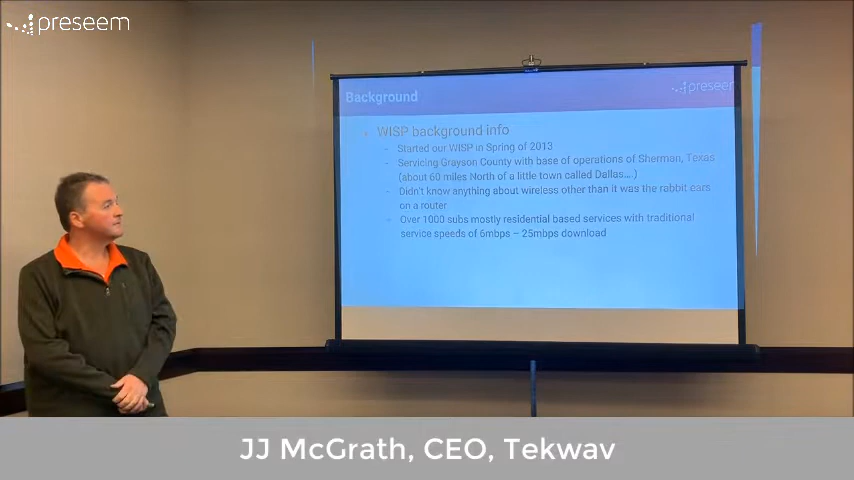 preseem
Background
preseem
WISP background info
- Started our WISP in Spring of 2013
- Servicing Grayson County with base of operations of Sherman, Texas
(about 60 miles North of a little town called Dallas....)
- Didn't know anything about wireless other than it was the rabbit ears
on a router
- Over 1000 subs mostly residential based services with traditional
service speeds of 6mbps – 25mbps download
JJ McGrath, CEO, Tekwav